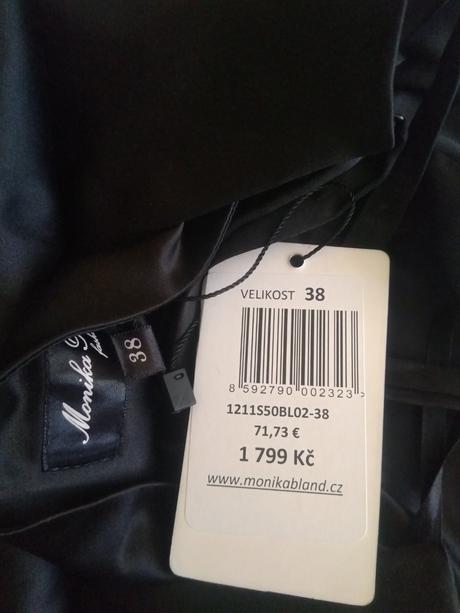 VELIKOST 38
8 592790 002323 >
1211S50BL02-38
71,73 €
1 799 Kč
www.monikabland.cz
Monika
38